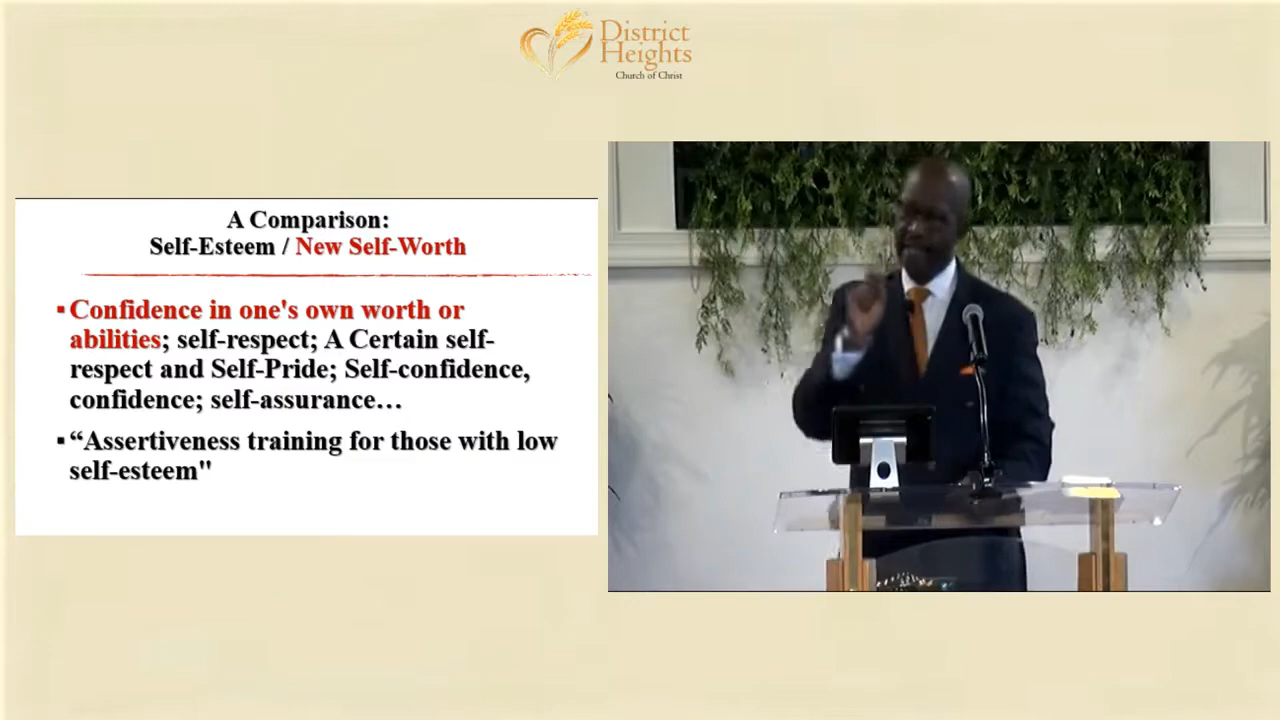 District
Heights
Church of Christ
A Comparison:
Self-Esteem / New Self-Worth
▪Confidence in one's own worth or
abilities; self-respect; A Certain self-
respect and Self-Pride; Self-confidence,
confidence; self-assurance…
▪“Assertiveness training for those with low
self-esteem"